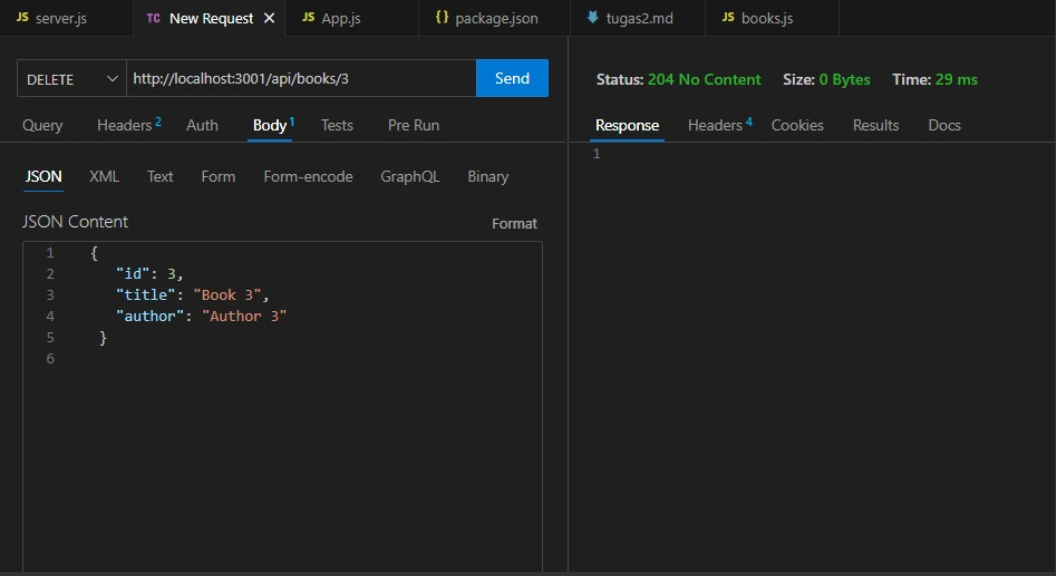 JS server.js TC New Request × JS App.js {} package.json tugas2.md JS books.js
DELETE http://localhost:3001/api/books/3 Send
Status: 204 No Content Size: 0 Bytes Time: 29 ms
Query Headers 2 Auth Body 1 Tests Pre Run
Response Headers 4 Cookies Results Docs
1
JSON XML Text Form Form-encode GraphQL Binary
JSON Content Format
1 {
2 "id": 3,
3 "title": "Book 3",
4 "author": "Author 3"
5 }
6